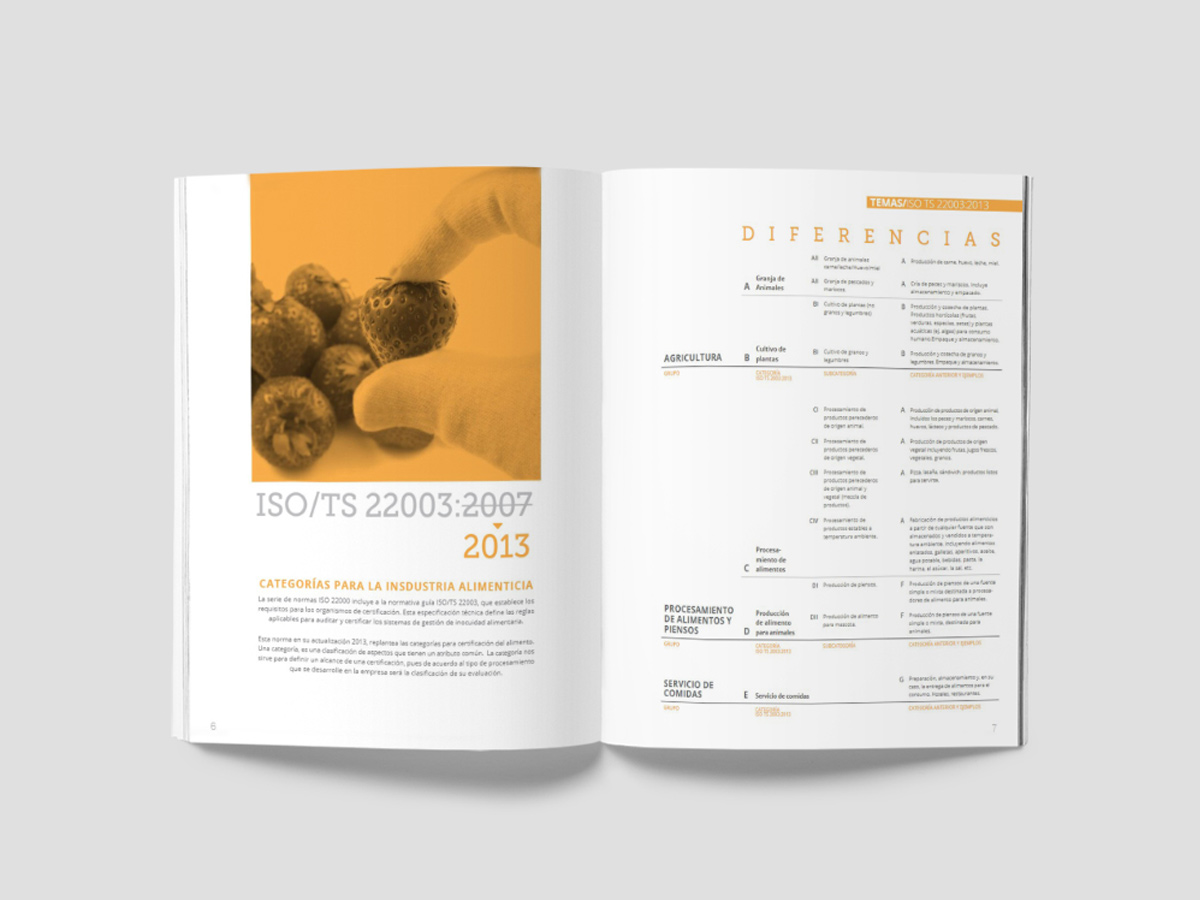 ISO/TS 22003:2007
2013
CATEGORÍAS PARA LA INSDUSTRIA ALIMENTICIA
La serie de normas ISO 22000 incluye a la normativa guía ISO/TS 22003, que establece los
requisitos para los organismos de certificación. Esta especificación técnica define las reglas
aplicables para auditar y certificar los sistemas de gestión de inocuidad alimentaria.
Esta norma en su actualización 2013, replantea las categorías para certificación del alimento.
Una categoría, es una clasificación de aspectos que tienen un atributo común. La categoría nos
sirve para definir un alcance de una certificación, pues de acuerdo al tipo de procesamiento
que se desarrolle en la empresa será la clasificación de su evaluación.
6
TEMAS/ISO TS 22003:2013
DIFERENCIAS
A Granja de
Animales
AI Granja de animales
carne/leche/huevo/miel
A Producción de carne, huevo, leche, miel.
AII Granja de pescados y
mariscos.
A Cría de peces y mariscos, incluye
almacenamiento y empacado.
AGRICULTURA
B Cultivo de
plantas
BI Cultivo de plantas (no
granos y legumbres)
B Producción y cosecha de plantas.
Productos hortículas (frutas,
verduras, especias, setas) y plantas
acuáticas (ej. algas) para consumo
humano. Empaque y almacenamiento.
BI Cultivo de granos y
legumbres
B Producción y cosecha de granos y
legumbres. Empaque y almacenamiento.
GRUPO
CATEGORÍA
ISO TS 22003:2013
SUBCATEGORÍA
CATEGORÍA ANTERIOR Y EJEMPLOS
C Procesa-
miento de
alimentos
CI Procesamiento de
productos perecederos
de origen animal.
A Producción de productos de origen animal
incluidos los peces y mariscos, carnes,
huevos, lácteos y productos de pescado.
CII Procesamiento de
productos perecederos
de origen vegetal.
A Producción de productos de origen
vegetal incluyendo frutas, jugos frescos,
vegetales, granos.
CIII Procesamiento de
productos perecederos
de origen animal y
vegetal (mezcla de
productos).
A Pizza, lasaña, sándwich, productos listos
para servirse.
CIV Procesamiento de
productos estables a
temperatura ambiente.
A Fabricación de productos alimenticios
a partir de cualquier fuente que son
almacenados y vendidos a tempera-
tura ambiente, incluyendo alimentos
enlatados, galletas, aperitivos, aceite,
agua potable, bebidas, pasta, la
harina, el azúcar, la sal, etc.
PROCESAMIENTO
DE ALIMENTOS Y
PIENSOS
D Producción
de alimento
para animales
DI Producción de piensos.
F Producción de piensos de una fuente
simple o mixta, destinada a procesa-
dores de alimento para animales.
DII Producción de alimento
para mascota.
F Producción de piensos de una fuente
simple o mixta, destinada para
animales.
GRUPO
CATEGORÍA
ISO TS 22003:2013
SUBCATEGORÍA
CATEGORÍA ANTERIOR Y EJEMPLOS
SERVICIO DE
COMIDAS
E Servicio de comidas
G Preparación, almacenamiento y, en su
caso, la entrega de alimentos para el
consumo. Hoteles, restaurantes.
GRUPO
CATEGORÍA
ISO TS 22003:2013
CATEGORÍA ANTERIOR Y EJEMPLOS
7